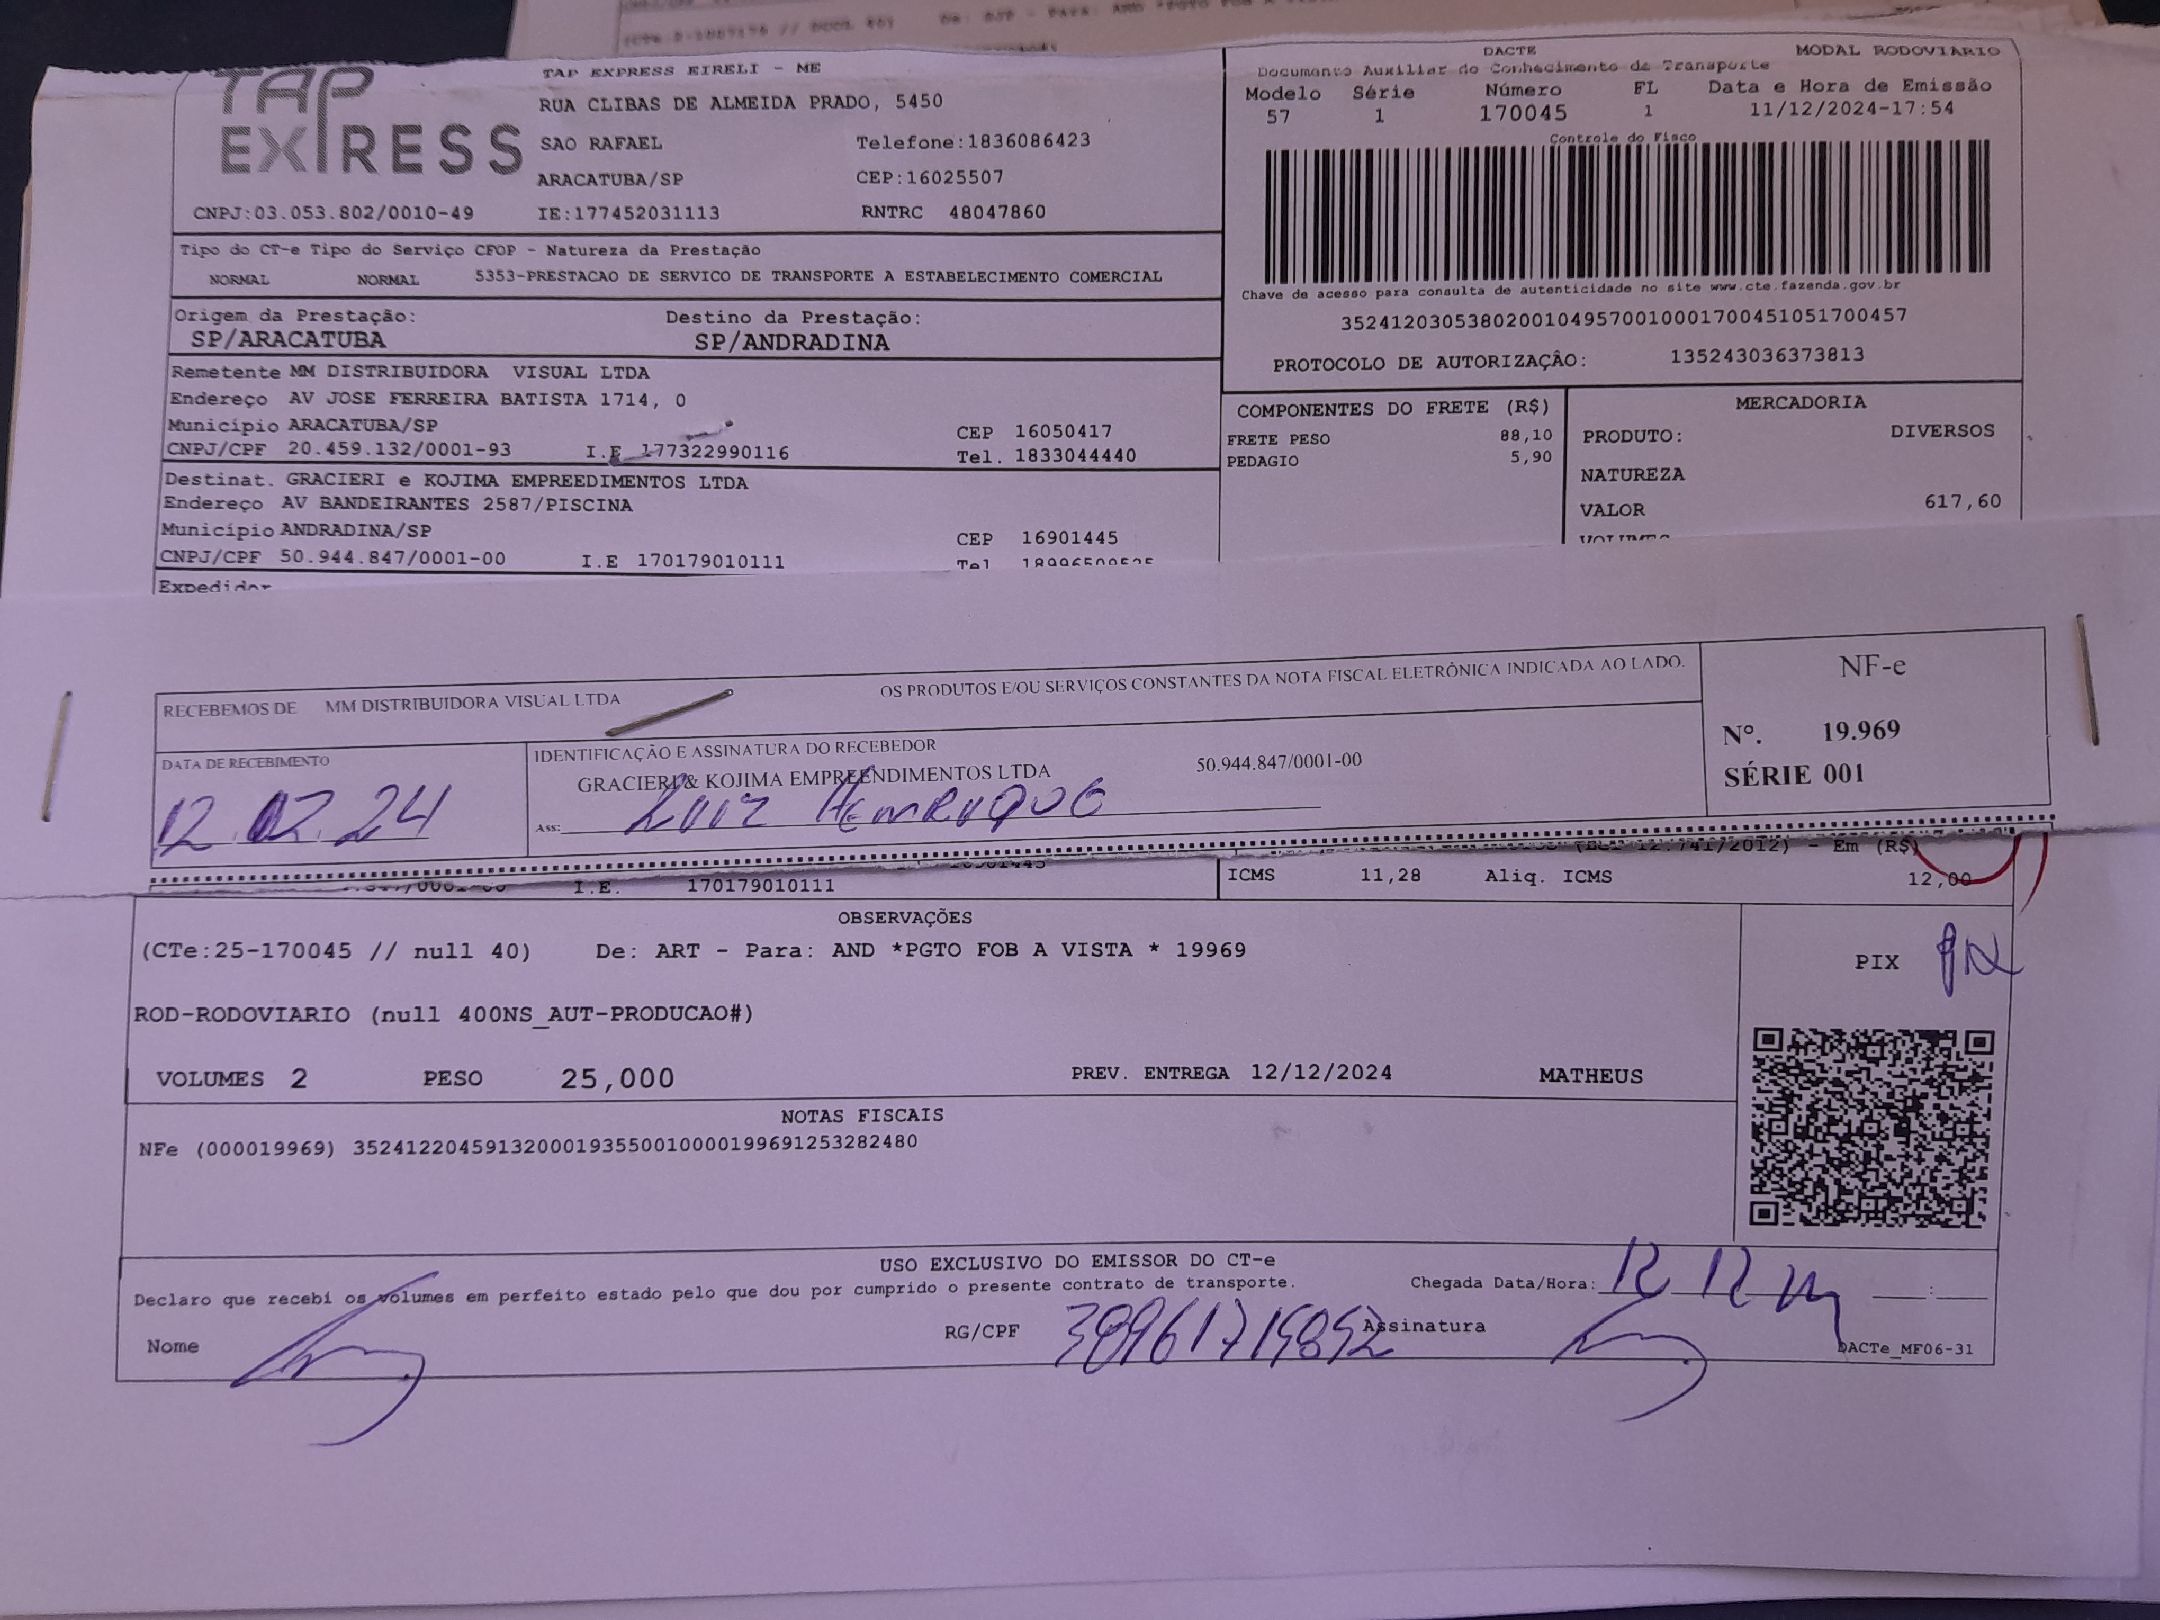 TAP EXPRESS
TAP EXPRESS EIRELI - ME
RUA CLIBAS DE ALMEIDA PRADO, 5450
SAO RAFAEL Telefone:1836086423
ARACATUBA/SP CEP:16025507
CNPJ:03.053.802/0010-49 IE:177452031113 RNTRC 48047860
DACTE MODAL RODOVIARIO
Documento Auxiliar do Conhecimento de Transporte
Modelo Série Número FL Data e Hora de Emissão
57 1 170045 1 11/12/2024-17:54
Controle do Fisco
Chave de acesso para consulta de autenticidade no site www.cte.fazenda.gov.br
35241203053802001049570010001700451051700457
PROTOCOLO DE AUTORIZAÇÃO: 135243036373813
Tipo do CT-e Tipo do Serviço CFOP - Natureza da Prestação
NORMAL NORMAL 5353-PRESTACAO DE SERVICO DE TRANSPORTE A ESTABELECIMENTO COMERCIAL
Origem da Prestação: Destino da Prestação:
SP/ARACATUBA SP/ANDRADINA
Remetente MM DISTRIBUIDORA VISUAL LTDA
Endereço AV JOSE FERREIRA BATISTA 1714, 0
Município ARACATUBA/SP CEP 16050417
CNPJ/CPF 20.459.132/0001-93 I.E 177322990116 Tel. 1833044440
Destinat. GRACIERI e KOJIMA EMPREEDIMENTOS LTDA
Endereço AV BANDEIRANTES 2587/PISCINA
Município ANDRADINA/SP CEP 16901445
CNPJ/CPF 50.944.847/0001-00 I.E 170179010111 Tel
Expedidor
COMPONENTES DO FRETE (R$)
FRETE PESO 88,10
PEDAGIO 5,90
MERCADORIA
PRODUTO: DIVERSOS
NATUREZA
VALOR 617,60
RECEBEMOS DE MM DISTRIBUIDORA VISUAL LTDA OS PRODUTOS E/OU SERVIÇOS CONSTANTES DA NOTA FISCAL ELETRÔNICA INDICADA AO LADO.
DATA DE RECEBIMENTO
12.02.24
IDENTIFICAÇÃO E ASSINATURA DO RECEBEDOR
GRACIERI & KOJIMA EMPREENDIMENTOS LTDA 50.944.847/0001-00
Ass: Luiz Henrique
NF-e
Nº. 19.969
SÉRIE 001
12.741/2012) - Em (R$)
I.E. 170179010111 ICMS 11,28 Aliq. ICMS 12,00
OBSERVAÇÕES
(CTe:25-170045 // null 40) De: ART - Para: AND *PGTO FOB A VISTA * 19969
ROD-RODOVIARIO (null 400NS_AUT-PRODUCAO#)
VOLUMES 2 PESO 25,000 PREV. ENTREGA 12/12/2024 MATHEUS
PIX
NOTAS FISCAIS
NFe (000019969) 35241220459132000193550010000199691253282480
USO EXCLUSIVO DO EMISSOR DO CT-e
Declaro que recebi os volumes em perfeito estado pelo que dou por cumprido o presente contrato de transporte. Chegada Data/Hora: 12 12 :
Nome RG/CPF 38961719892 Assinatura
DACTe_MF06-31